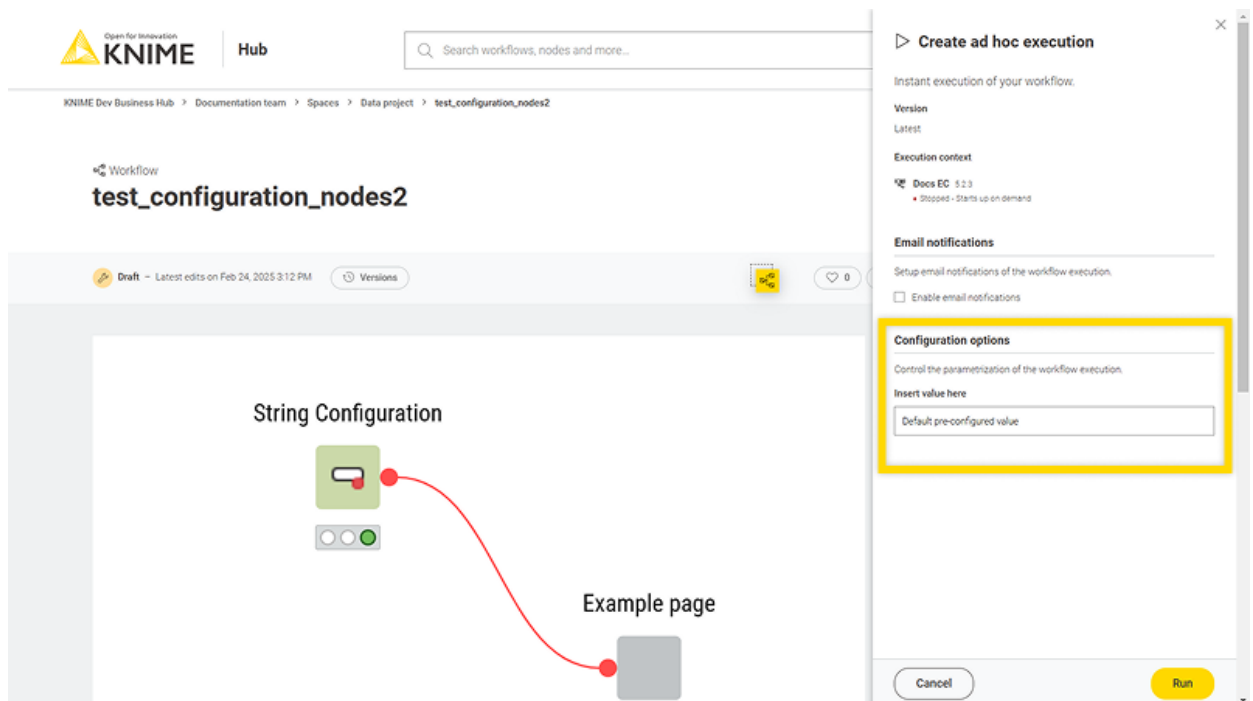 Open for Innovation
KNIME
Hub
Search workflows, nodes and more...
KNIME Dev Business Hub > Documentation team > Spaces > Data project > test_configuration_nodes2
Workflow
test_configuration_nodes2
Draft – Latest edits on Feb 24, 2025 3:12 PM
Versions
0
String Configuration
Example page
Create ad hoc execution
Instant execution of your workflow.
Version
Latest
Execution context
Docs EC 5.2.3
Stopped - Starts up on demand
Email notifications
Setup email notifications of the workflow execution.
Enable email notifications
Configuration options
Control the parametrization of the workflow execution.
Insert value here
Default pre-configured value
Cancel
Run